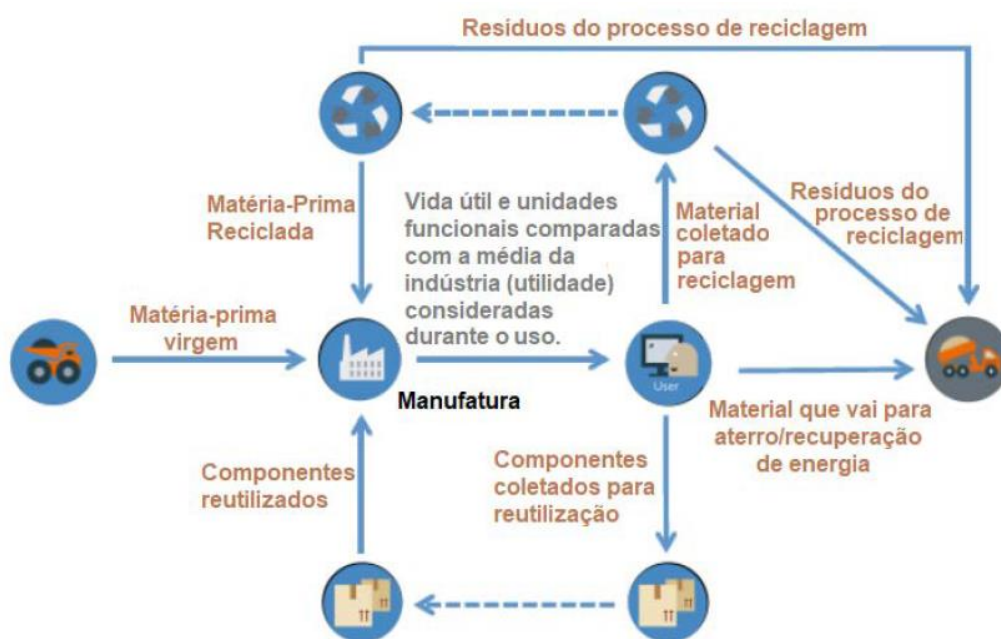 Resíduos do processo de reciclagem
Matéria-Prima
Reciclada
Vida útil e unidades
funcionais comparadas
com a média da
indústria (utilidade)
consideradas
durante o uso.
Material
coletado
para
reciclagem
Resíduos do
processo de
reciclagem
Matéria-prima
virgem
Manufatura
User
Material que vai para
aterro/recuperação
de energia
Componentes
reutilizados
Componentes
coletados para
reutilização